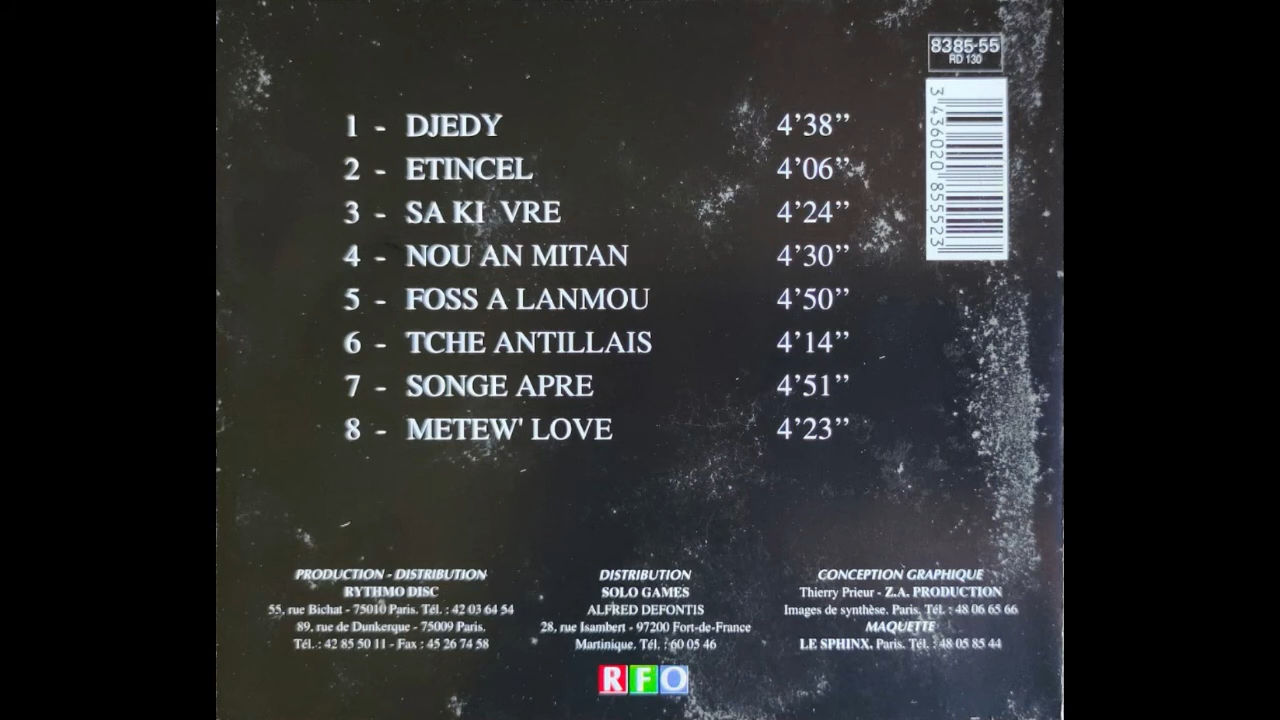 8385-55
RD 130
3 436020 855523
1 - DJEDY 4’38”
2 - ETINCEL 4’06”
3 - SA KI VRE 4’24”
4 - NOU AN MITAN 4’30”
5 - FOSS A LANMOU 4’50”
6 - TCHE ANTILLAIS 4’14”
7 - SONGE APRE 4’51”
8 - METEW' LOVE 4’23”
PRODUCTION - DISTRIBUTION
RYTHMO DISC
55, rue Bichat - 75010 Paris. Tél. : 42 03 64 54
89, rue de Dunkerque - 75009 Paris.
Tél. : 42 85 50 11 - Fax : 45 26 74 58
DISTRIBUTION
SOLO GAMES
ALFRED DEFONTIS
28, rue Isambert - 97200 Fort-de-France
Martinique. Tél. : 60 05 46
CONCEPTION GRAPHIQUE
Thierry Prieur - Z.A. PRODUCTION
Images de synthèse. Paris. Tél. : 48 06 65 66
MAQUETTE
LE SPHINX, Paris. Tél. : 48 05 85 44
RFO